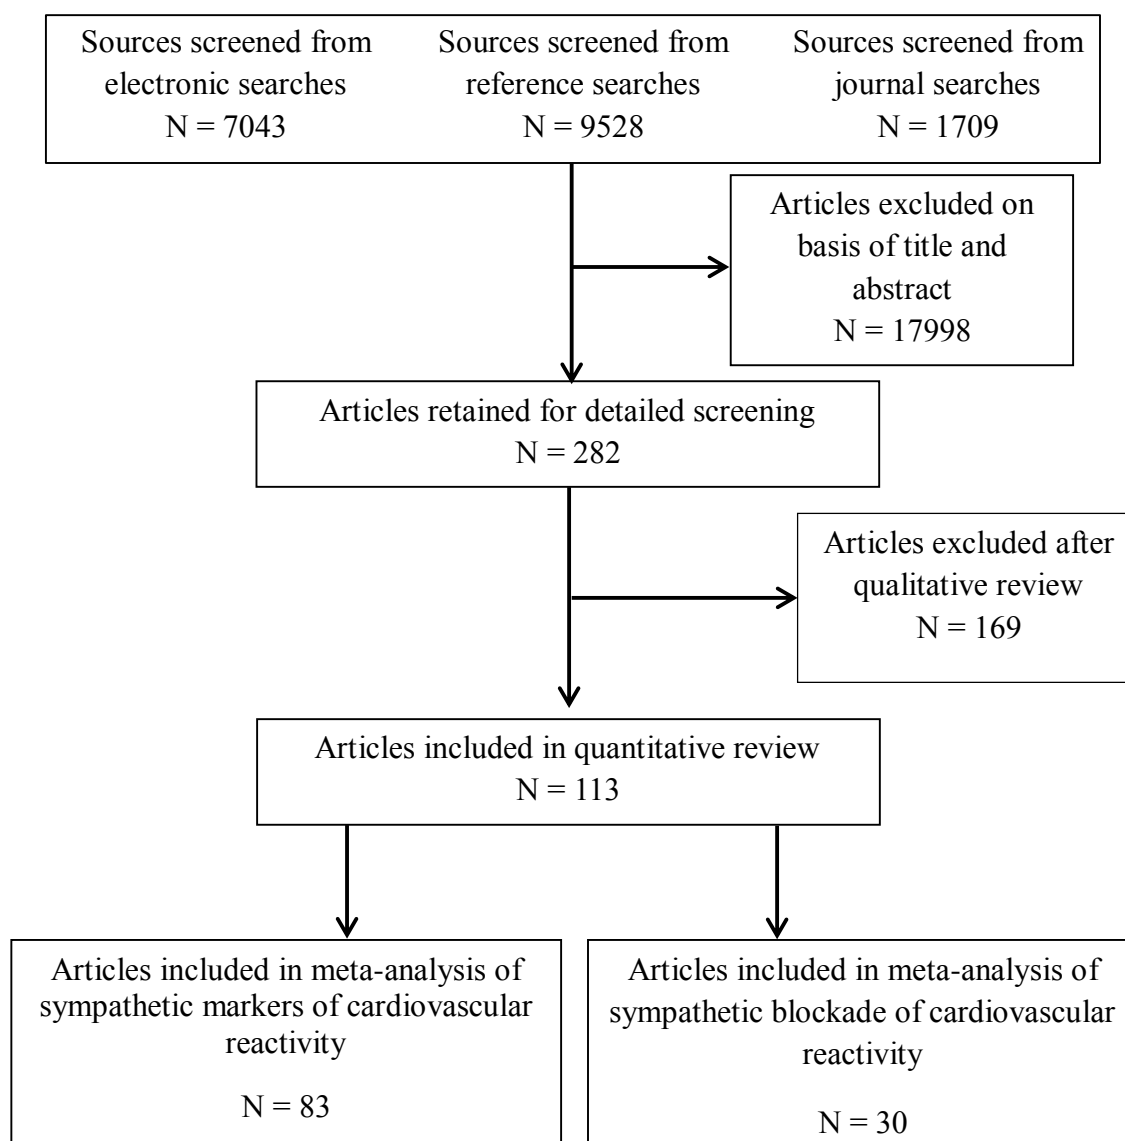 Sources screened from
electronic searches
N = 7043
Sources screened from
reference searches
N = 9528
Sources screened from
journal searches
N = 1709
Articles excluded on
basis of title and
abstract
N = 17998
Articles retained for detailed screening
N = 282
Articles excluded after
qualitative review
N = 169
Articles included in quantitative review
N = 113
Articles included in meta-analysis of
sympathetic markers of cardiovascular
reactivity
N = 83
Articles included in meta-analysis of
sympathetic blockade of cardiovascular
reactivity
N = 30